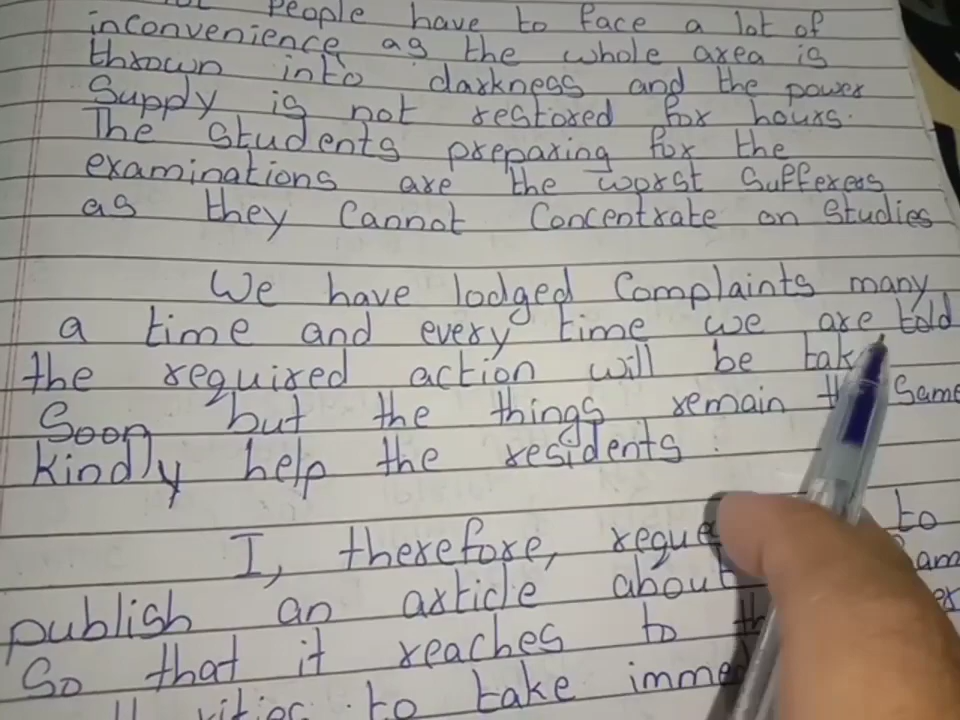 People have to face a lot of
inconvenience as the whole area is
thrown into darkness and the power
Supply is not restored for hours.
The students preparing for the
examinations are the worst Sufferers
as they Cannot Concentrate on Studies
We have lodged Complaints many
a time and every time we are told
the required action will be
Soon but the things remain Same
kindly help the residents.
I, therefore, to
publish an article about
So that it reaches to
to take